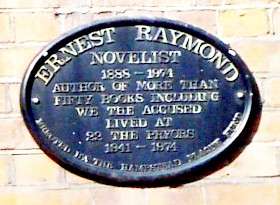 ERNEST RAYMOND
NOVELIST
1888 - 1974
AUTHOR OF MORE THAN
FIFTY BOOKS INCLUDING
WE THE ACCUSED
LIVED AT
22 THE PRYORS
1941 - 1974
ERECTED BY THE HAMPSTEAD PLAQUE FUND